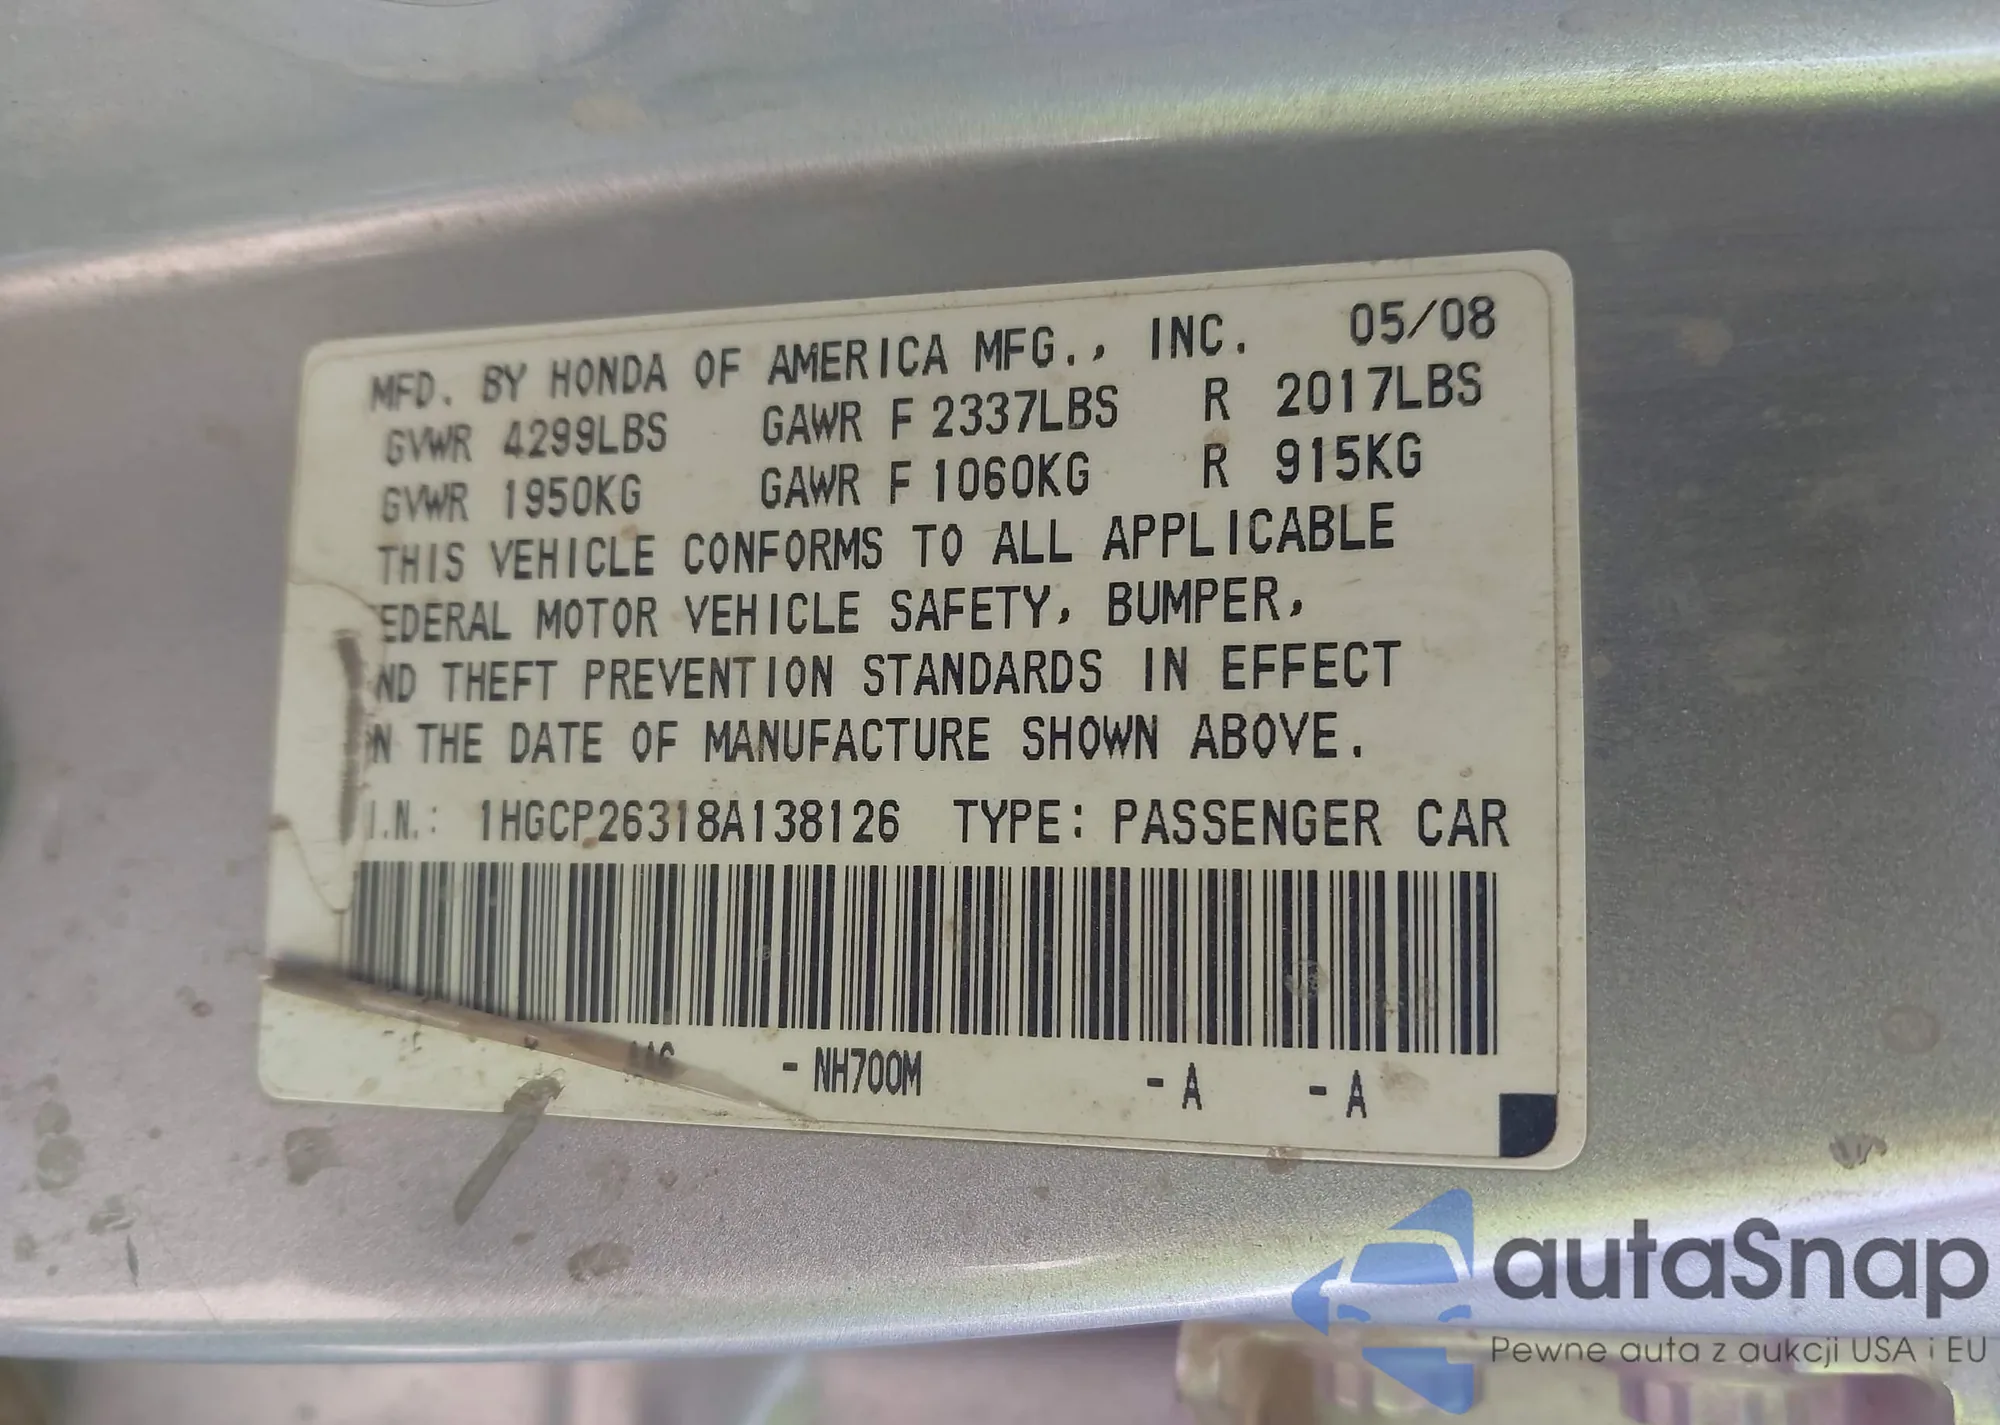 MFD. BY HONDA OF AMERICA MFG., INC. 05/08
GVWR 4299LBS GAWR F 2337LBS R 2017LBS
GVWR 1950KG GAWR F 1060KG R 915KG
THIS VEHICLE CONFORMS TO ALL APPLICABLE
EDERAL MOTOR VEHICLE SAFETY, BUMPER,
ND THEFT PREVENTION STANDARDS IN EFFECT
N THE DATE OF MANUFACTURE SHOWN ABOVE.
I.N.: 1HGCP26318A138126 TYPE: PASSENGER CAR
- NH700M - A - A
autaSnap
Pewne auta z aukcji USA i EU